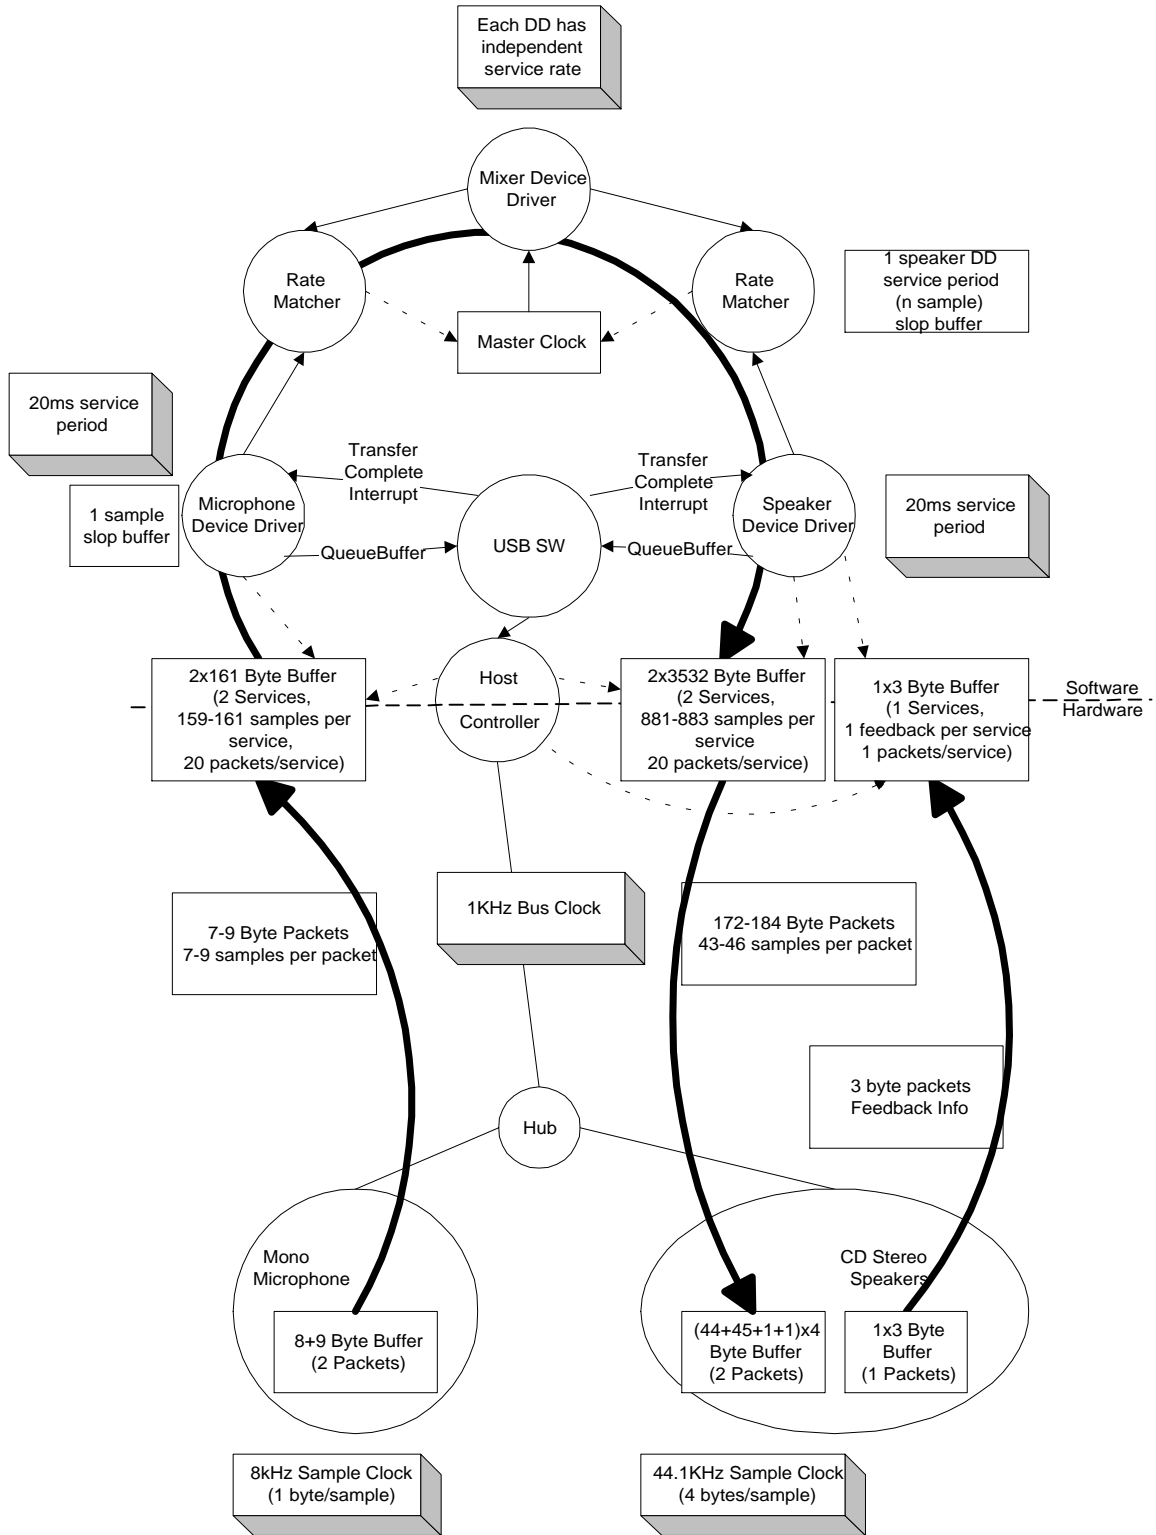 Each DD has
independent
service rate
Mixer Device
Driver
Rate
Matcher
Rate
Matcher
1 speaker DD
service period
(n sample)
slop buffer
Master Clock
20ms service
period
Transfer
Complete
Interrupt
Transfer
Complete
Interrupt
1 sample
slop buffer
Microphone
Device Driver
USB SW
Speaker
Device Driver
20ms service
period
QueueBuffer
QueueBuffer
2x161 Byte Buffer
(2 Services,
159-161 samples per
service,
20 packets/service)
Host
Controller
2x3532 Byte Buffer
(2 Services,
881-883 samples per
service
20 packets/service)
1x3 Byte Buffer
(1 Services,
1 feedback per service
1 packets/service)
Software
Hardware
7-9 Byte Packets
7-9 samples per packet
1KHz Bus Clock
172-184 Byte Packets
43-46 samples per packet
3 byte packets
Feedback Info
Hub
Mono
Microphone
CD Stereo
Speakers
8+9 Byte Buffer
(2 Packets)
(44+45+1+1)x4
Byte Buffer
(2 Packets)
1x3 Byte
Buffer
(1 Packets)
8kHz Sample Clock
(1 byte/sample)
44.1KHz Sample Clock
(4 bytes/sample)